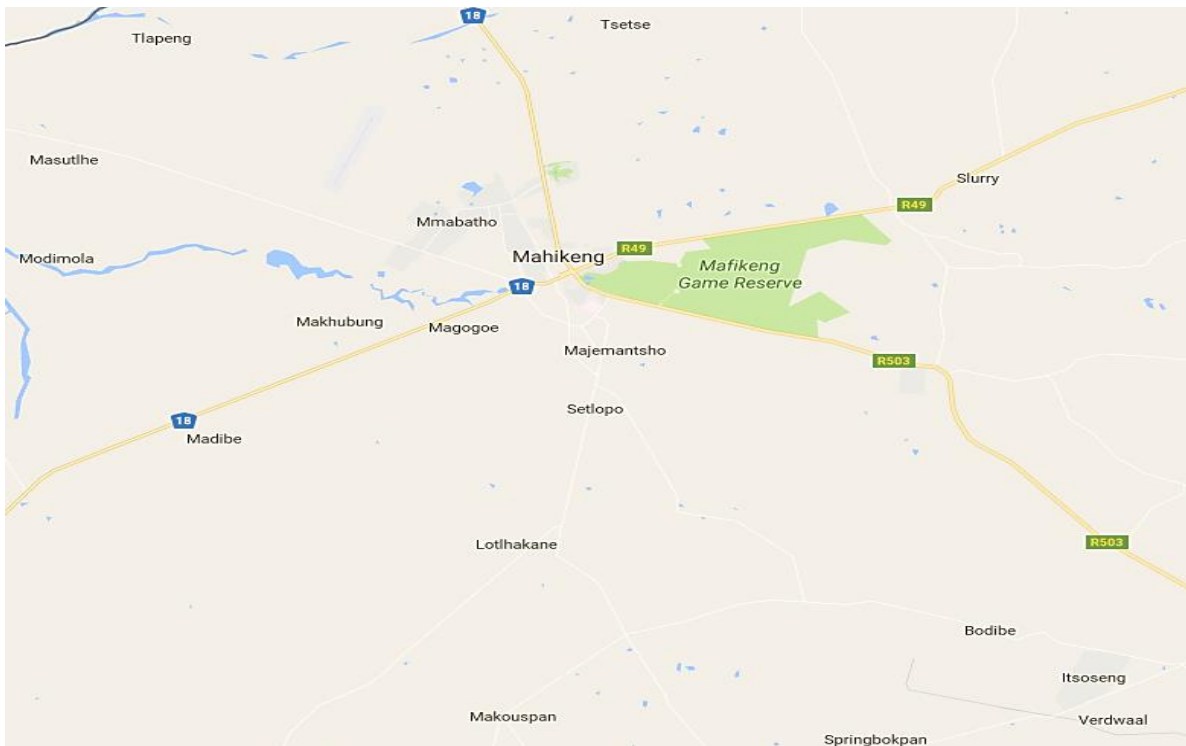 18
Tsetse
Tlapeng
Masutlhe
Slurry
R49
Mmabatho
R49
Mahikeng
Modimola
Mafikeng
Game Reserve
18
Makhubung
Magogoe
Majemantsho
R503
Setlopo
18
Madibe
R503
Lotlhakane
Bodibe
Itsoseng
Makouspan
Verdwaal
Springbokpan